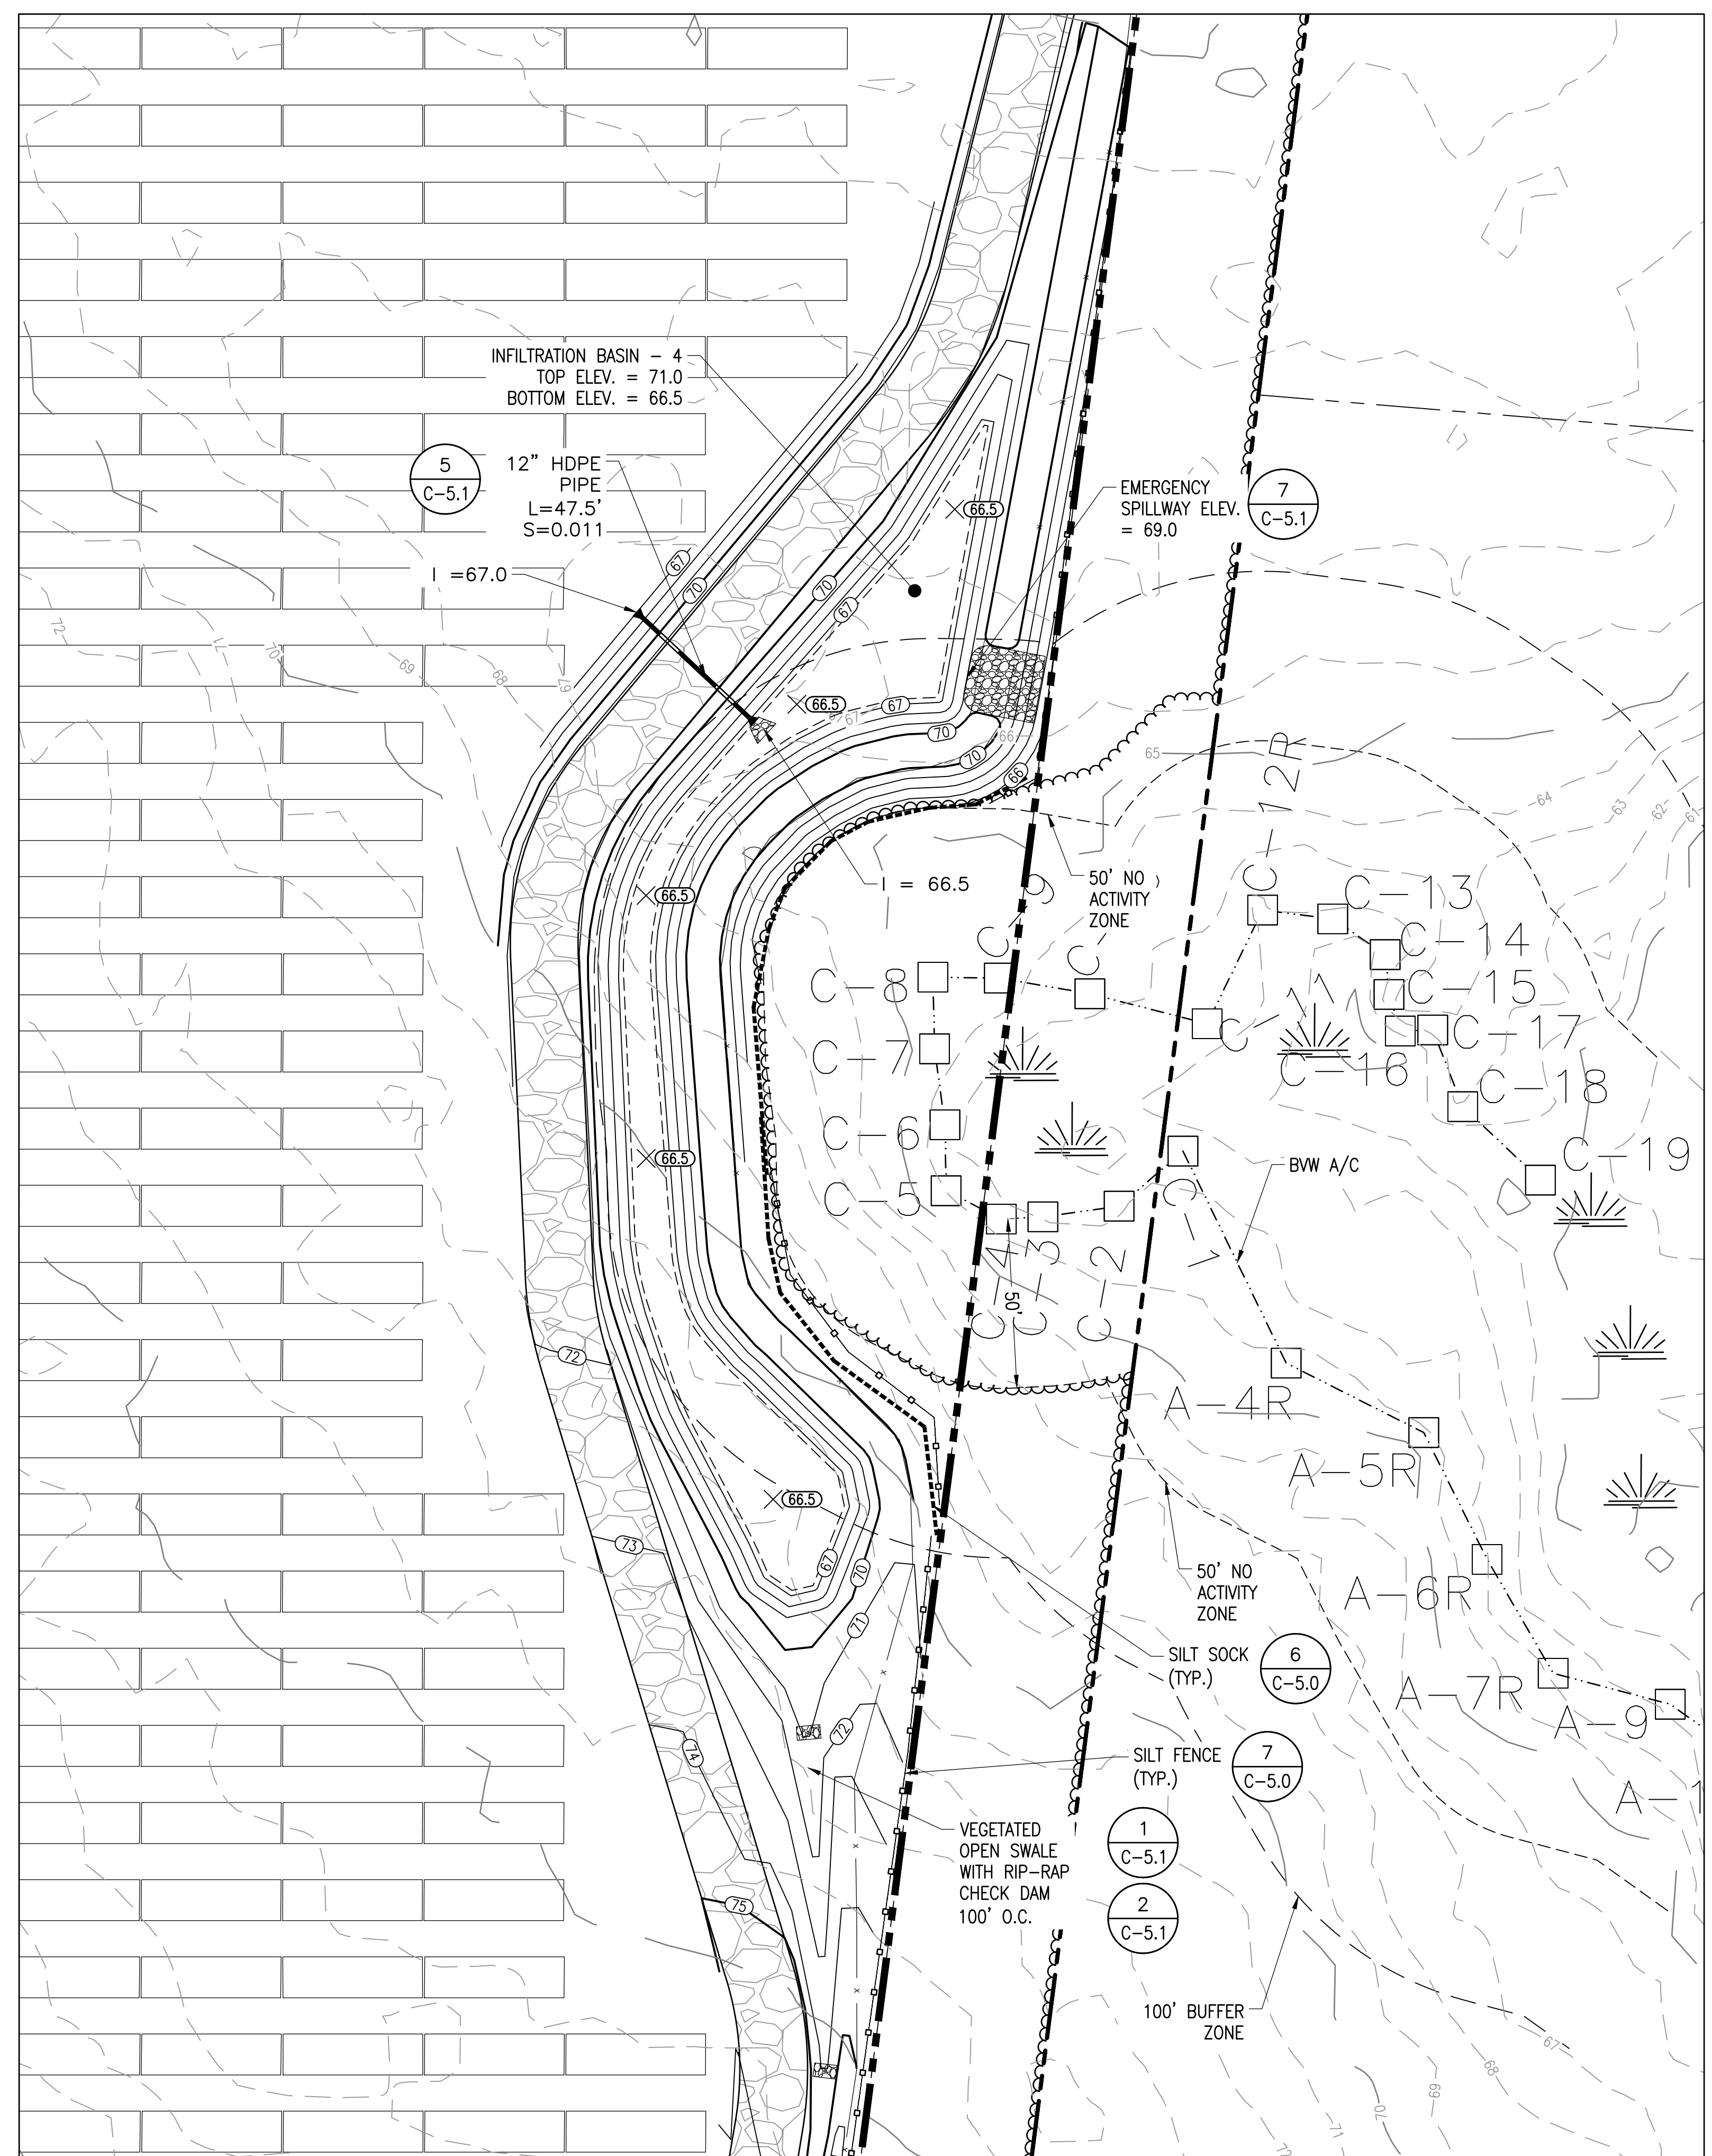 INFILTRATION BASIN - 4
TOP ELEV. = 71.0
BOTTOM ELEV. = 66.5
5
C-5.1
12" HDPE
PIPE
L=47.5'
S=0.011
I =67.0
EMERGENCY
SPILLWAY ELEV.
= 69.0
7
C-5.1
66.5
67
70
70
67
72
71
70
69
68
67
66.5
67
67
70
66
70
66
65
64
63
62
61
I = 66.5
66.5
50' NO
ACTIVITY
ZONE
C-9
C-12R
C-13
C-14
C-15
C-8
C-11
C-17
C-7
C-16
C-18
C-6
C-19
C-5
BVW A/C
C-1
C-4
C-3
C-2
50'
66.5
72
A-4R
A-5R
66.5
73
67
70
71
50' NO
ACTIVITY
ZONE
A-6R
SILT SOCK
(TYP.)
6
C-5.0
A-7R
A-9
72
74
SILT FENCE
(TYP.)
7
C-5.0
A-1
VEGETATED
OPEN SWALE
WITH RIP-RAP
CHECK DAM
100' O.C.
1
C-5.1
2
C-5.1
75
100' BUFFER
ZONE
67
68
69
70
71
72